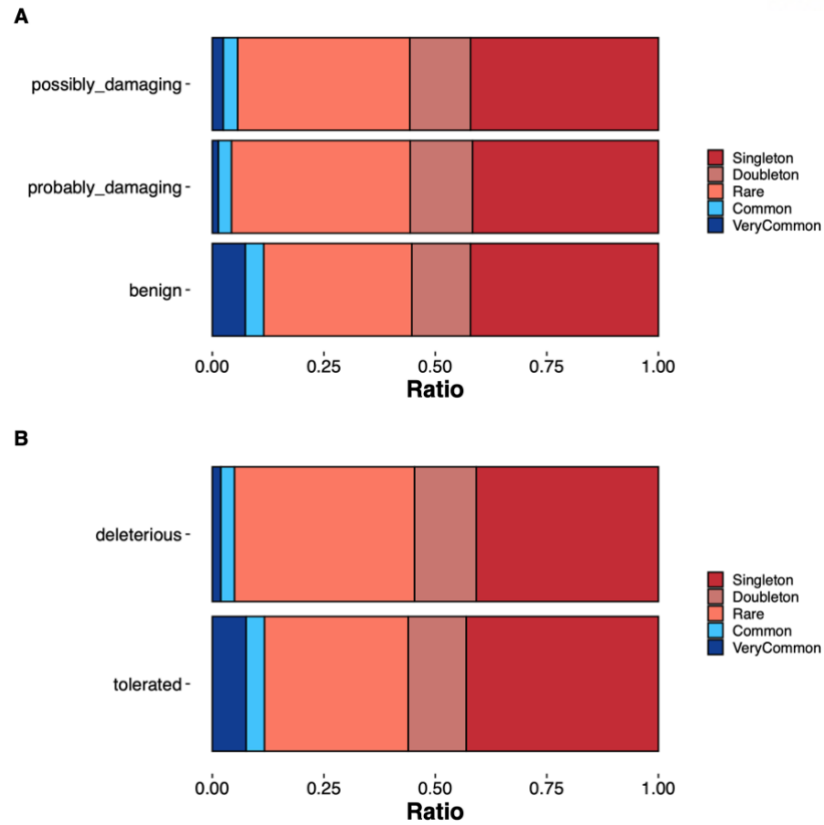 A
possibly_damaging
probably_damaging
benign
0.00 0.25 0.50 0.75 1.00
Ratio
Singleton
Doubleton
Rare
Common
VeryCommon
B
deleterious
tolerated
0.00 0.25 0.50 0.75 1.00
Ratio
Singleton
Doubleton
Rare
Common
VeryCommon